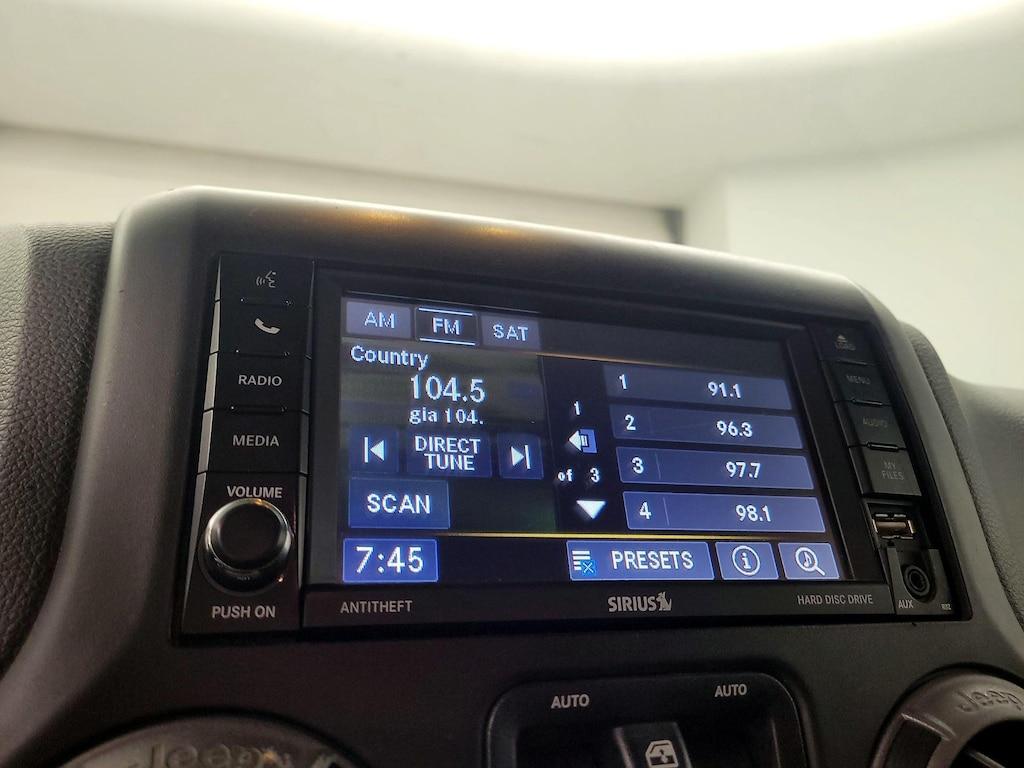 AM FM SAT
Country
104.5
gia 104.
DIRECT
TUNE
SCAN
7:45
1
of 3
1 91.1
2 96.3
3 97.7
4 98.1
PRESETS
RADIO
MEDIA
VOLUME
PUSH ON
ANTITHEFT
SIRIUS
HARD DISC DRIVE
MENU
AUDIO
MY
FILES
AUX
AUTO
AUTO
Jeep
Jeep